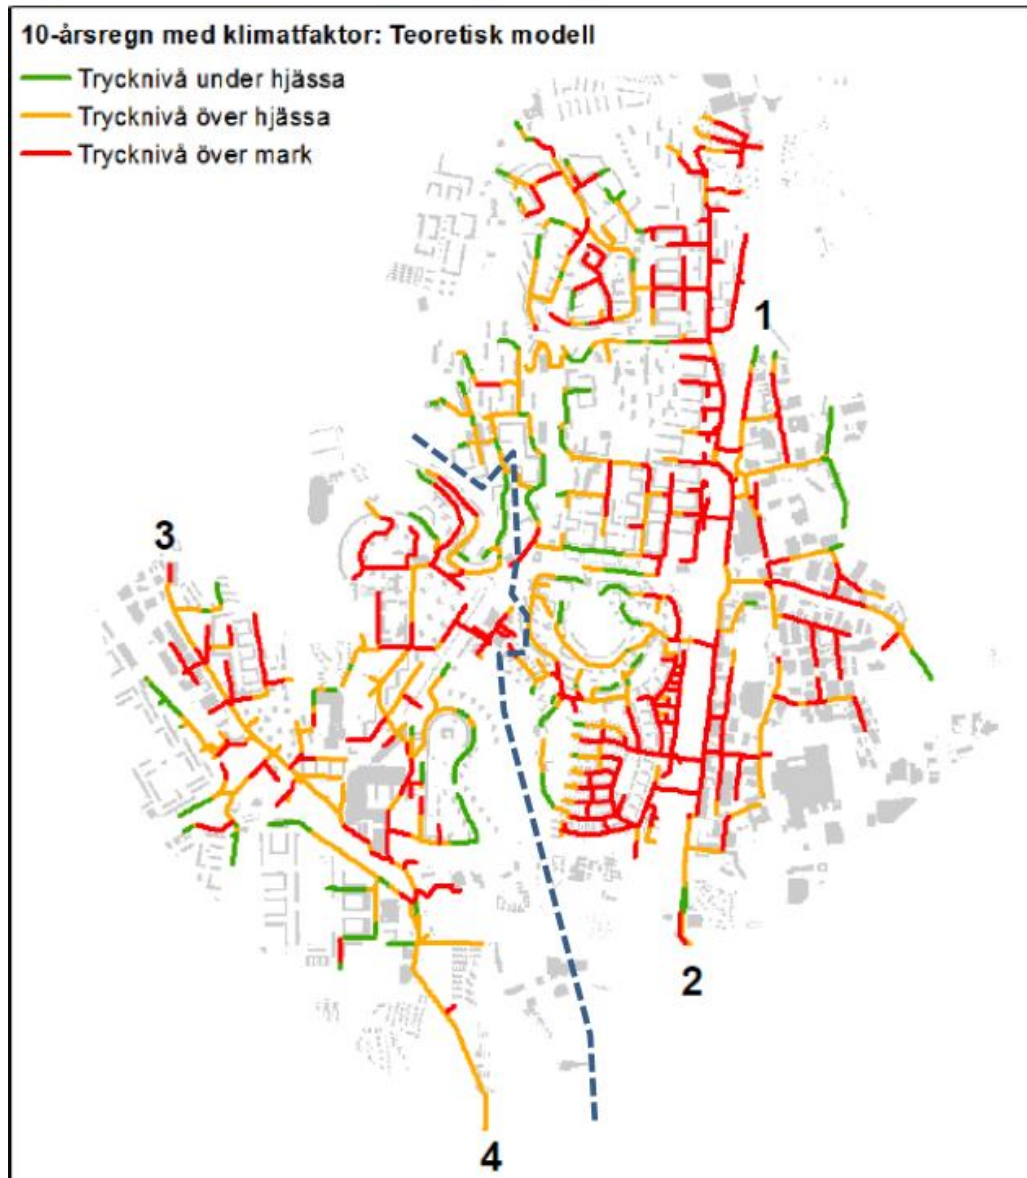 10-årsregn med klimatfaktor: Teoretisk modell
Trycknivå under hjässa
Trycknivå över hjässa
Trycknivå över mark
1
3
2
4